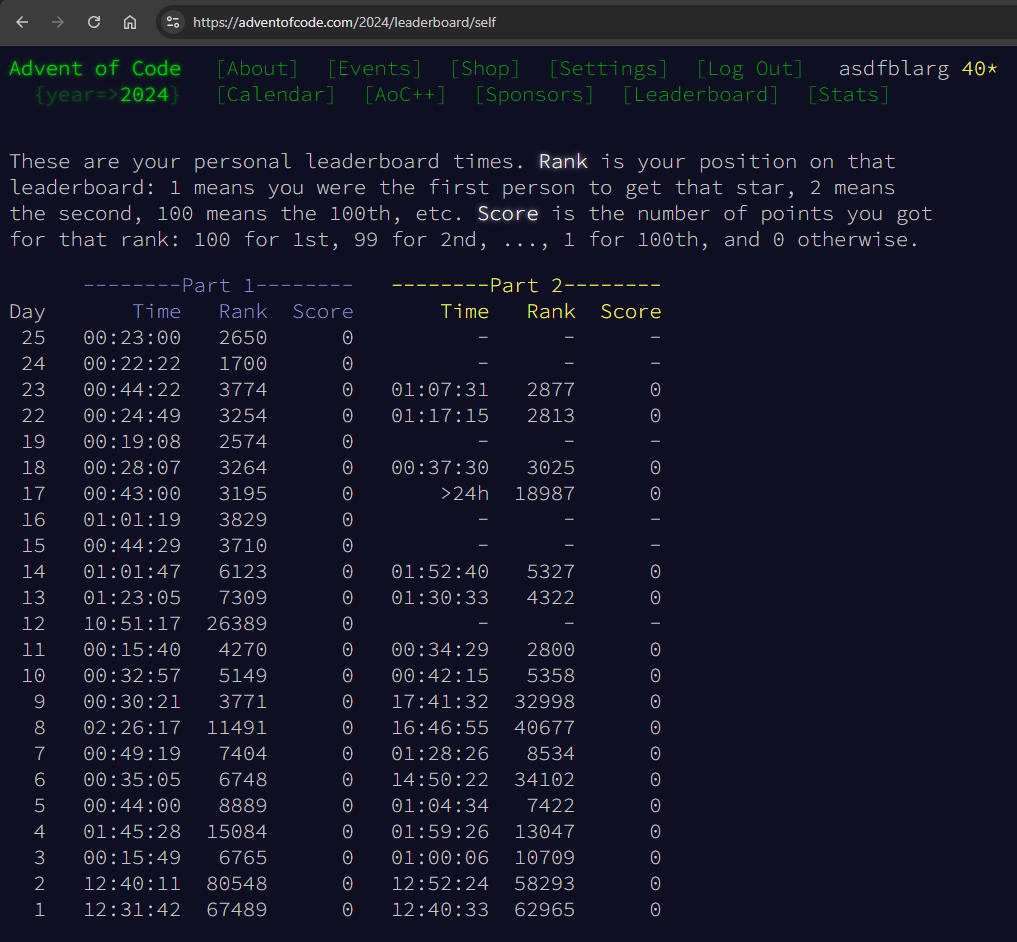 https://adventofcode.com/2024/leaderboard/self
Advent of Code [About] [Events] [Shop] [Settings] [Log Out] asdfblarg 40*
{year=>2024} [Calendar] [AoC++] [Sponsors] [Leaderboard] [Stats]
These are your personal leaderboard times. Rank is your position on that
leaderboard: 1 means you were the first person to get that star, 2 means
the second, 100 means the 100th, etc. Score is the number of points you got
for that rank: 100 for 1st, 99 for 2nd, ..., 1 for 100th, and 0 otherwise.
--------Part 1-------- --------Part 2--------
Day Time Rank Score Time Rank Score
25 00:23:00 2650 0 - - -
24 00:22:22 1700 0 - - -
23 00:44:22 3774 0 01:07:31 2877 0
22 00:24:49 3254 0 01:17:15 2813 0
19 00:19:08 2574 0 - - -
18 00:28:07 3264 0 00:37:30 3025 0
17 00:43:00 3195 0 >24h 18987 0
16 01:01:19 3829 0 - - -
15 00:44:29 3710 0 - - -
14 01:01:47 6123 0 01:52:40 5327 0
13 01:23:05 7309 0 01:30:33 4322 0
12 10:51:17 26389 0 - - -
11 00:15:40 4270 0 00:34:29 2800 0
10 00:32:57 5149 0 00:42:15 5358 0
9 00:30:21 3771 0 17:41:32 32998 0
8 02:26:17 11491 0 16:46:55 40677 0
7 00:49:19 7404 0 01:28:26 8534 0
6 00:35:05 6748 0 14:50:22 34102 0
5 00:44:00 8889 0 01:04:34 7422 0
4 01:45:28 15084 0 01:59:26 13047 0
3 00:15:49 6765 0 01:00:06 10709 0
2 12:40:11 80548 0 12:52:24 58293 0
1 12:31:42 67489 0 12:40:33 62965 0